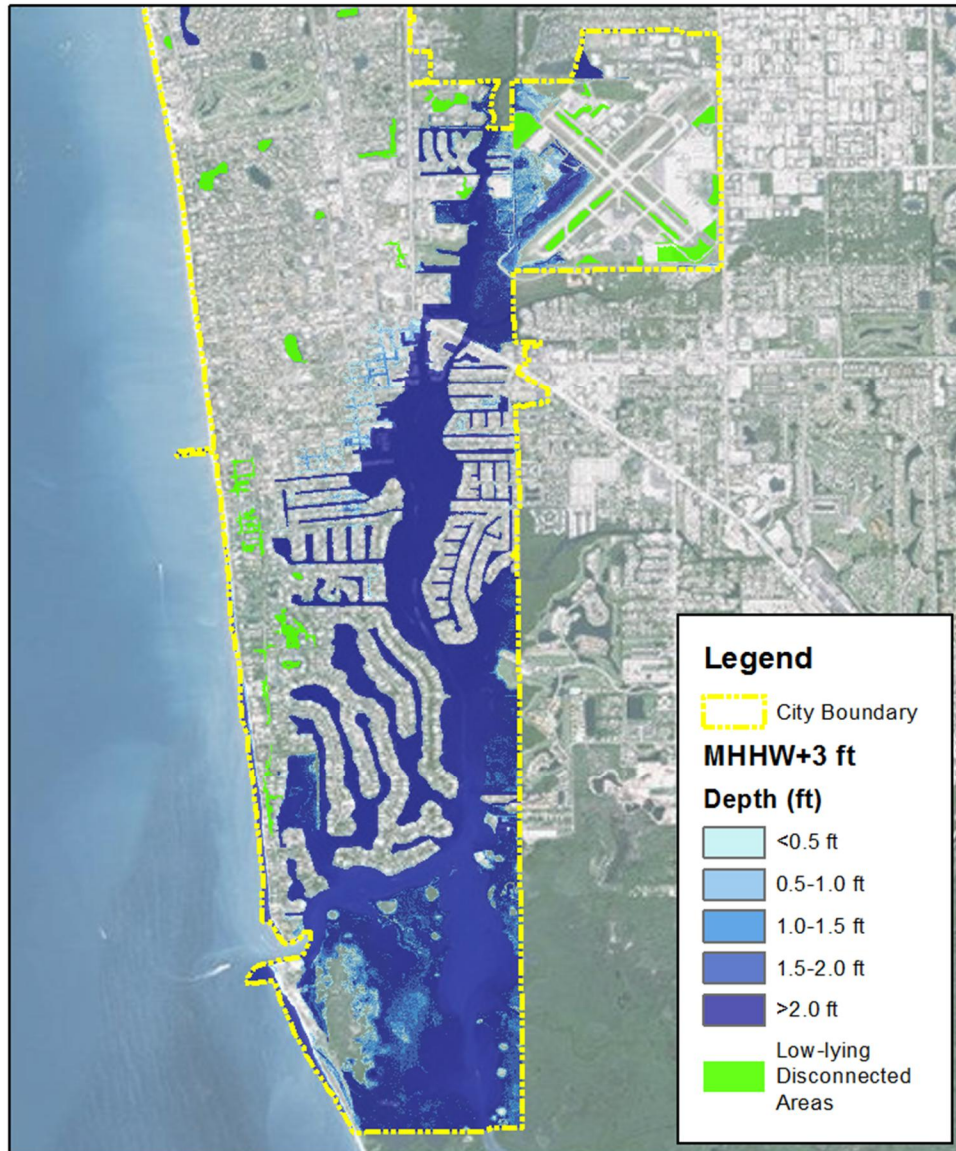 Legend
City Boundary
MHHW+3 ft
Depth (ft)
<0.5 ft
0.5-1.0 ft
1.0-1.5 ft
1.5-2.0 ft
>2.0 ft
Low-lying
Disconnected
Areas